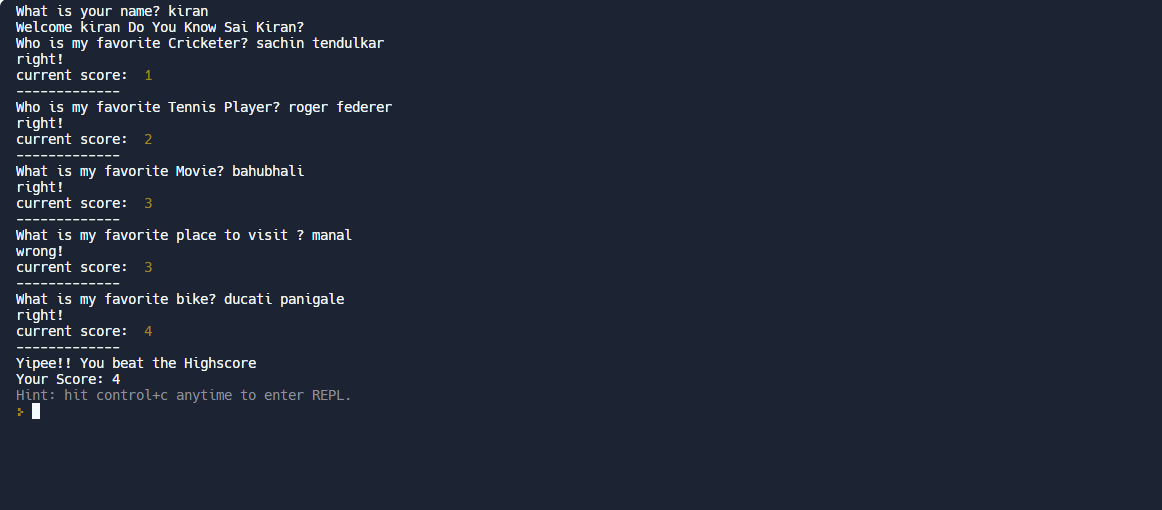 What is your name? kiran
Welcome kiran Do You Know Sai Kiran?
Who is my favorite Cricketer? sachin tendulkar
right!
current score:  1
-------------
Who is my favorite Tennis Player? roger federer
right!
current score:  2
-------------
What is my favorite Movie? bahubhali
right!
current score:  3
-------------
What is my favorite place to visit ? manal
wrong!
current score:  3
-------------
What is my favorite bike? ducati panigale
right!
current score:  4
-------------
Yipee!! You beat the Highscore
Your Score: 4
Hint: hit control+c anytime to enter REPL.
>